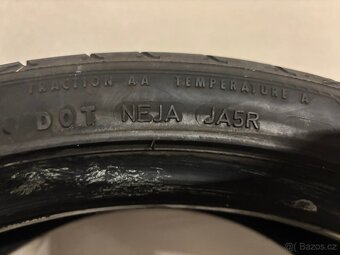 TRACTION AA TEMPERATURE A
DOT NEJA JA5R
Bazos.cz